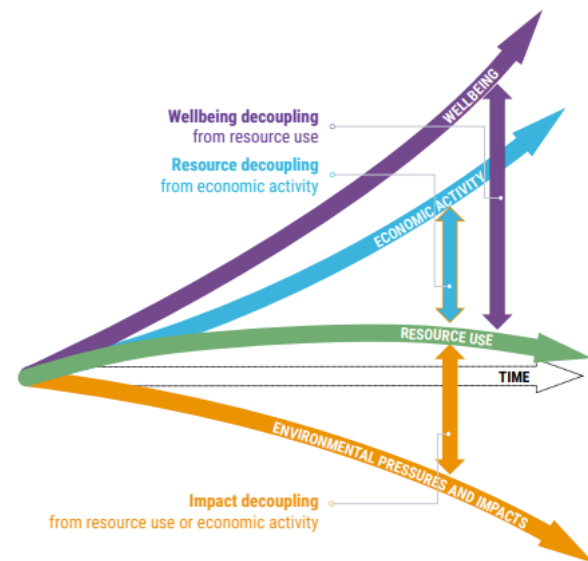 WELLBEING
Wellbeing decoupling
from resource use
Resource decoupling
from economic activity
ECONOMIC ACTIVITY
RESOURCE USE
TIME
ENVIRONMENTAL PRESSURES AND IMPACTS
Impact decoupling
from resource use or economic activity